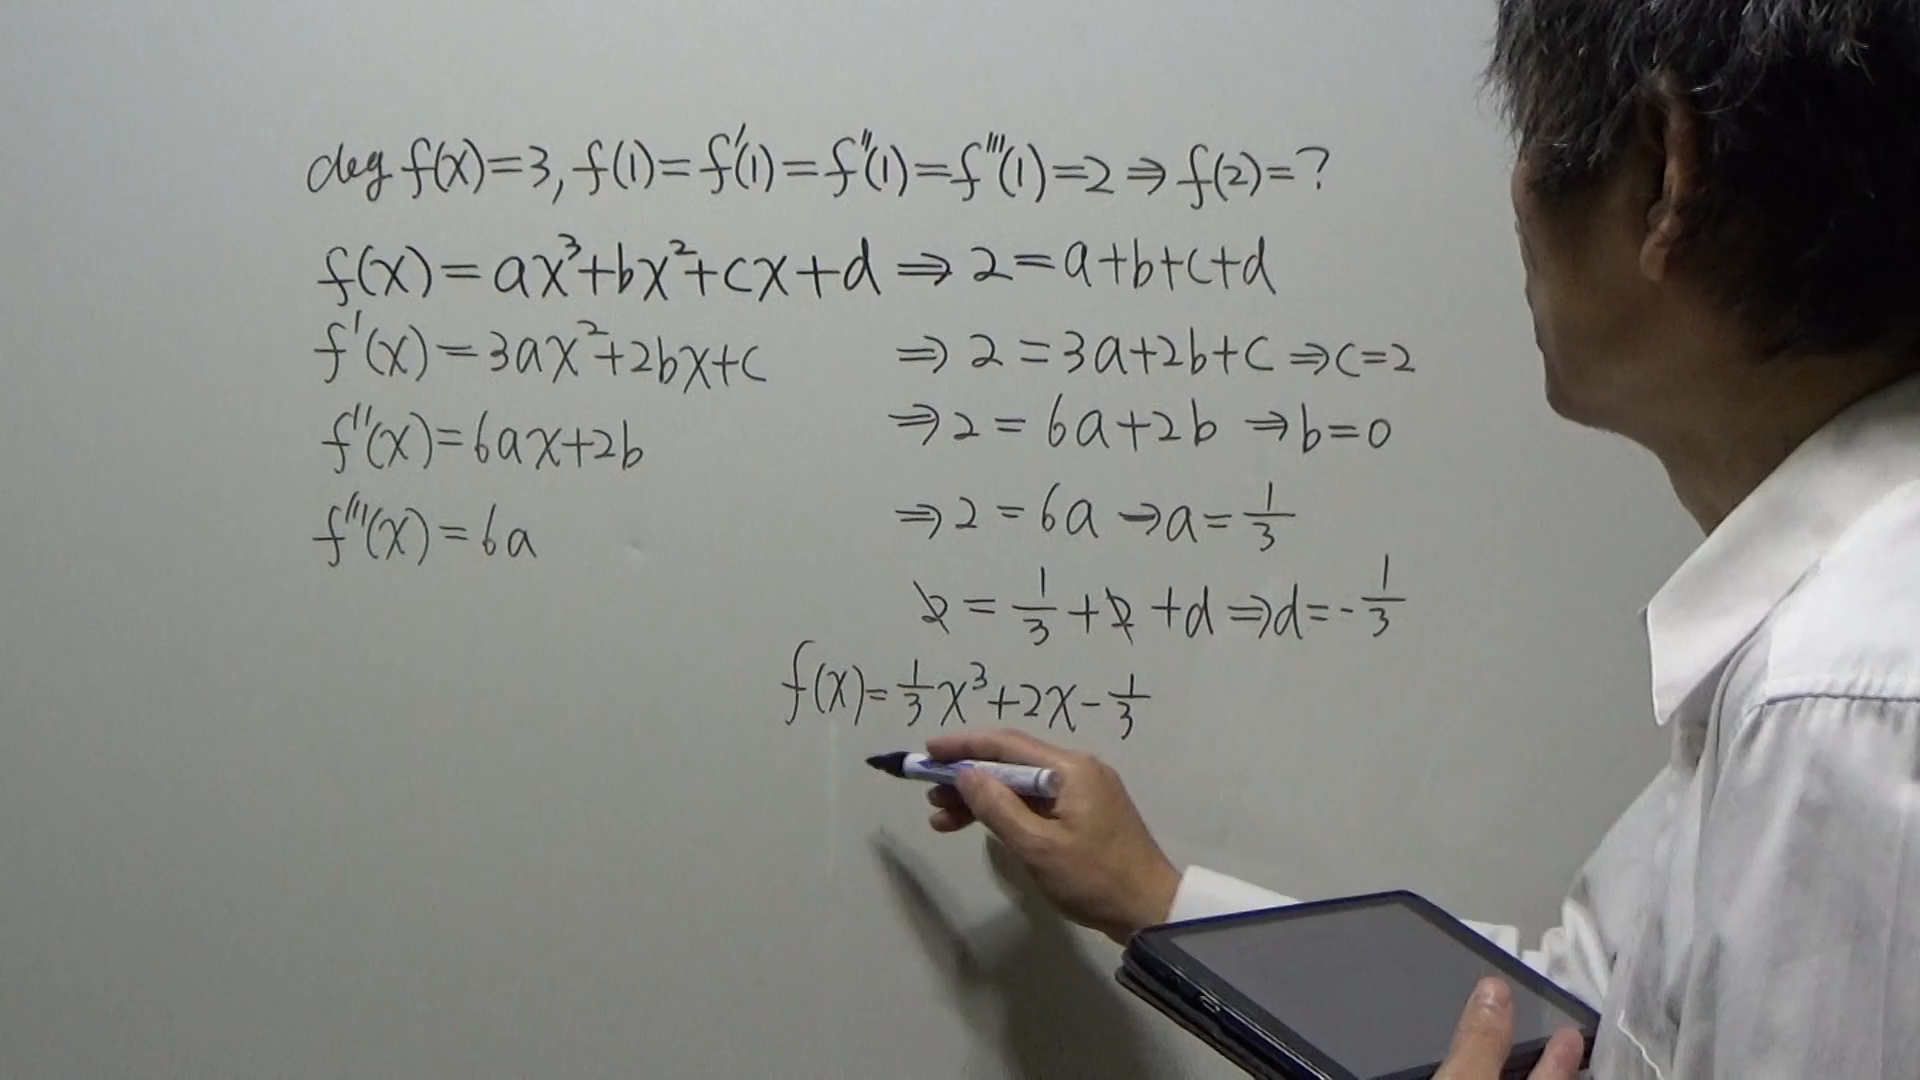 deg f(x)=3, f(1)=f'(1)=f''(1)=f'''(1)=2⇒f(2)=?
f(x)=ax³+bx²+cx+d⇒2=a+b+c+d
f'(x)=3ax²+2bx+c ⇒2=3a+2b+c⇒c=2
f''(x)=6ax+2b ⇒2=6a+2b⇒b=0
f'''(x)=6a ⇒2=6a→a=1/3
2=1/3+2+d⇒d=-1/3
f(x)=1/3x³+2x-1/3